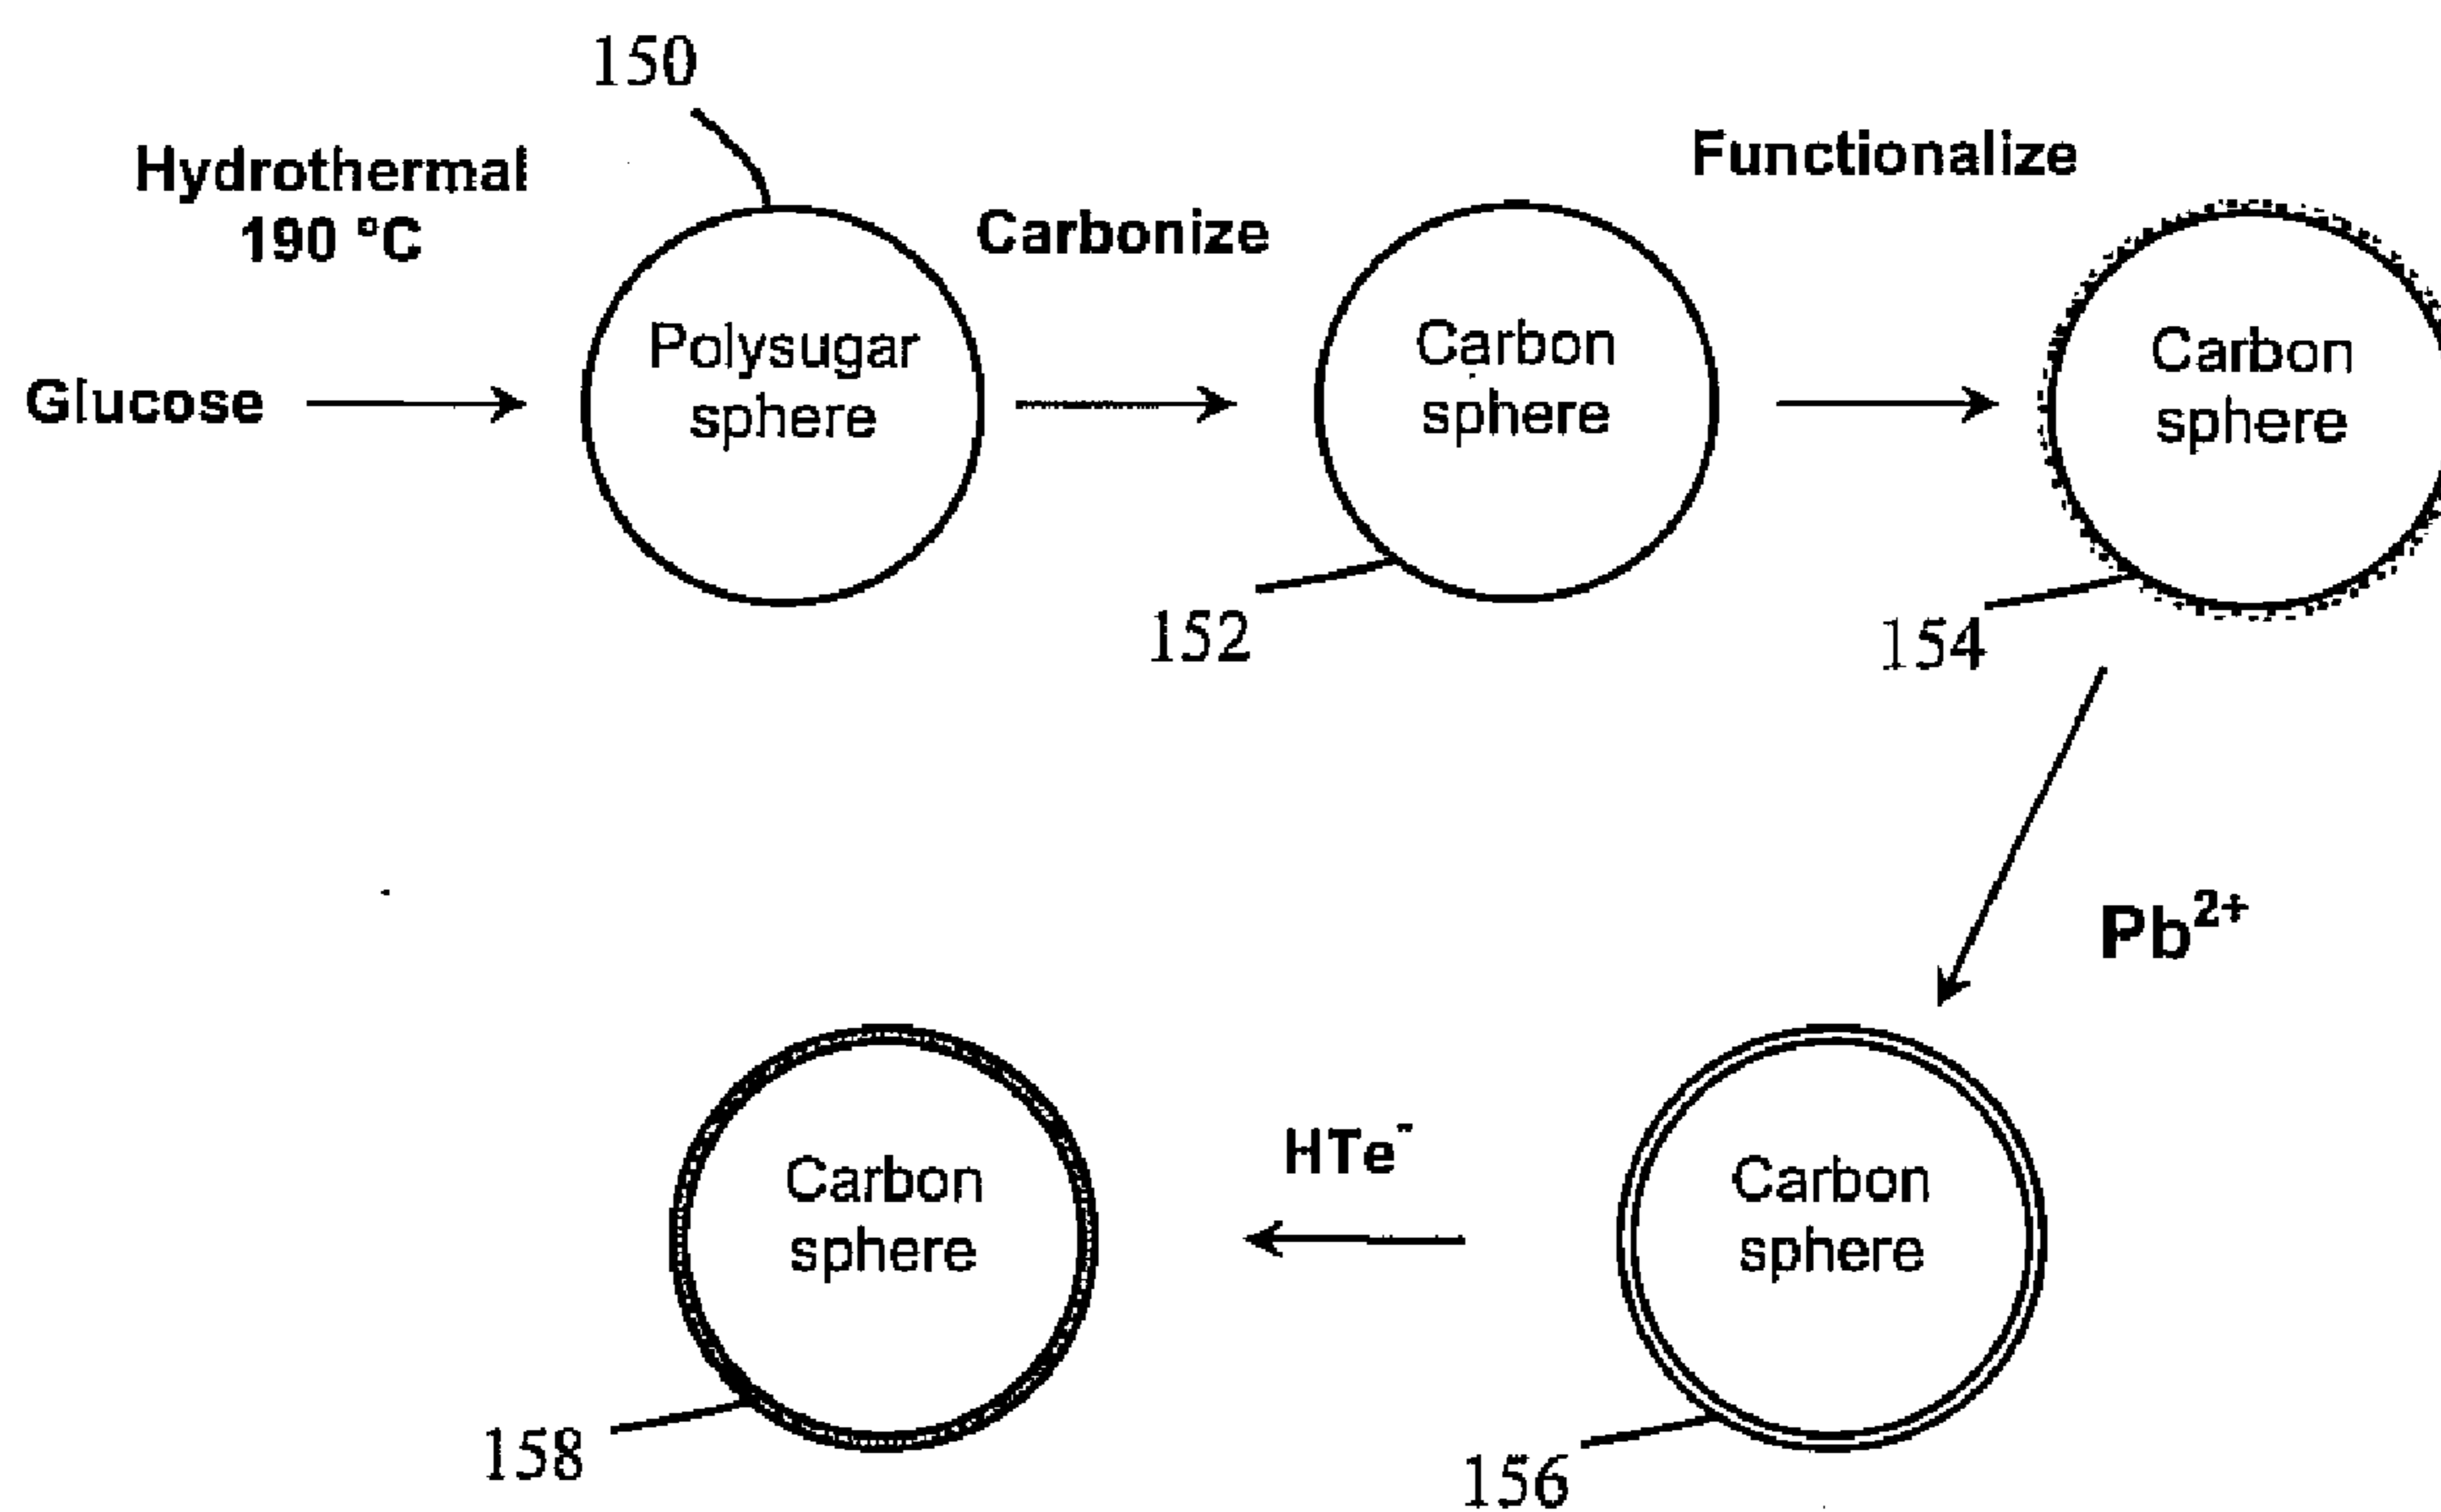 150
Hydrothermal
190 °C
Glucose
Polysugar
sphere
Carbonize
Carbon
sphere
152
Functionalize
Carbon
sphere
154
Pb²⁺
Carbon
sphere
156
HTe⁻
Carbon
sphere
158